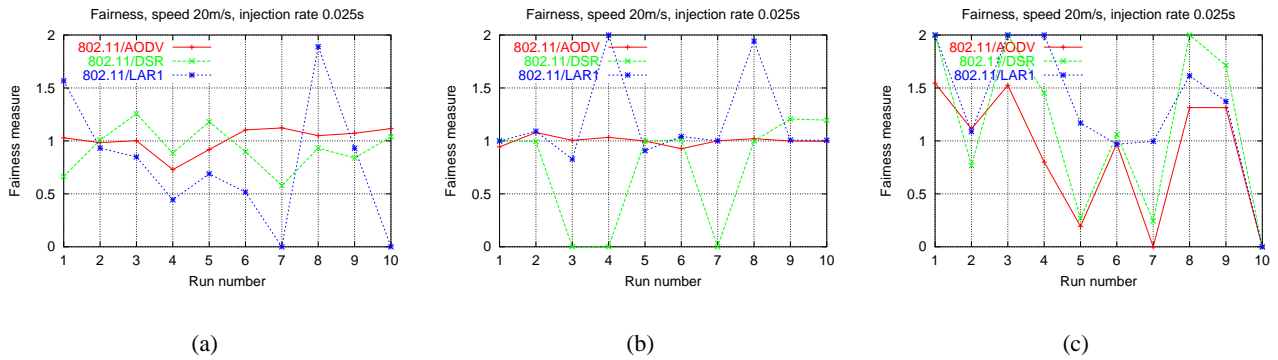 Fairness, speed 20m/s, injection rate 0.025s
2
1.5
1
0.5
0
Fairness measure
802.11/AODV
802.11/DSR
802.11/LAR1
1 2 3 4 5 6 7 8 9 10
Run number
(a)
Fairness, speed 20m/s, injection rate 0.025s
2
1.5
1
0.5
0
Fairness measure
802.11/AODV
802.11/DSR
802.11/LAR1
1 2 3 4 5 6 7 8 9 10
Run number
(b)
Fairness, speed 20m/s, injection rate 0.025s
2
1.5
1
0.5
0
Fairness measure
802.11/AODV
802.11/DSR
802.11/LAR1
1 2 3 4 5 6 7 8 9 10
Run number
(c)